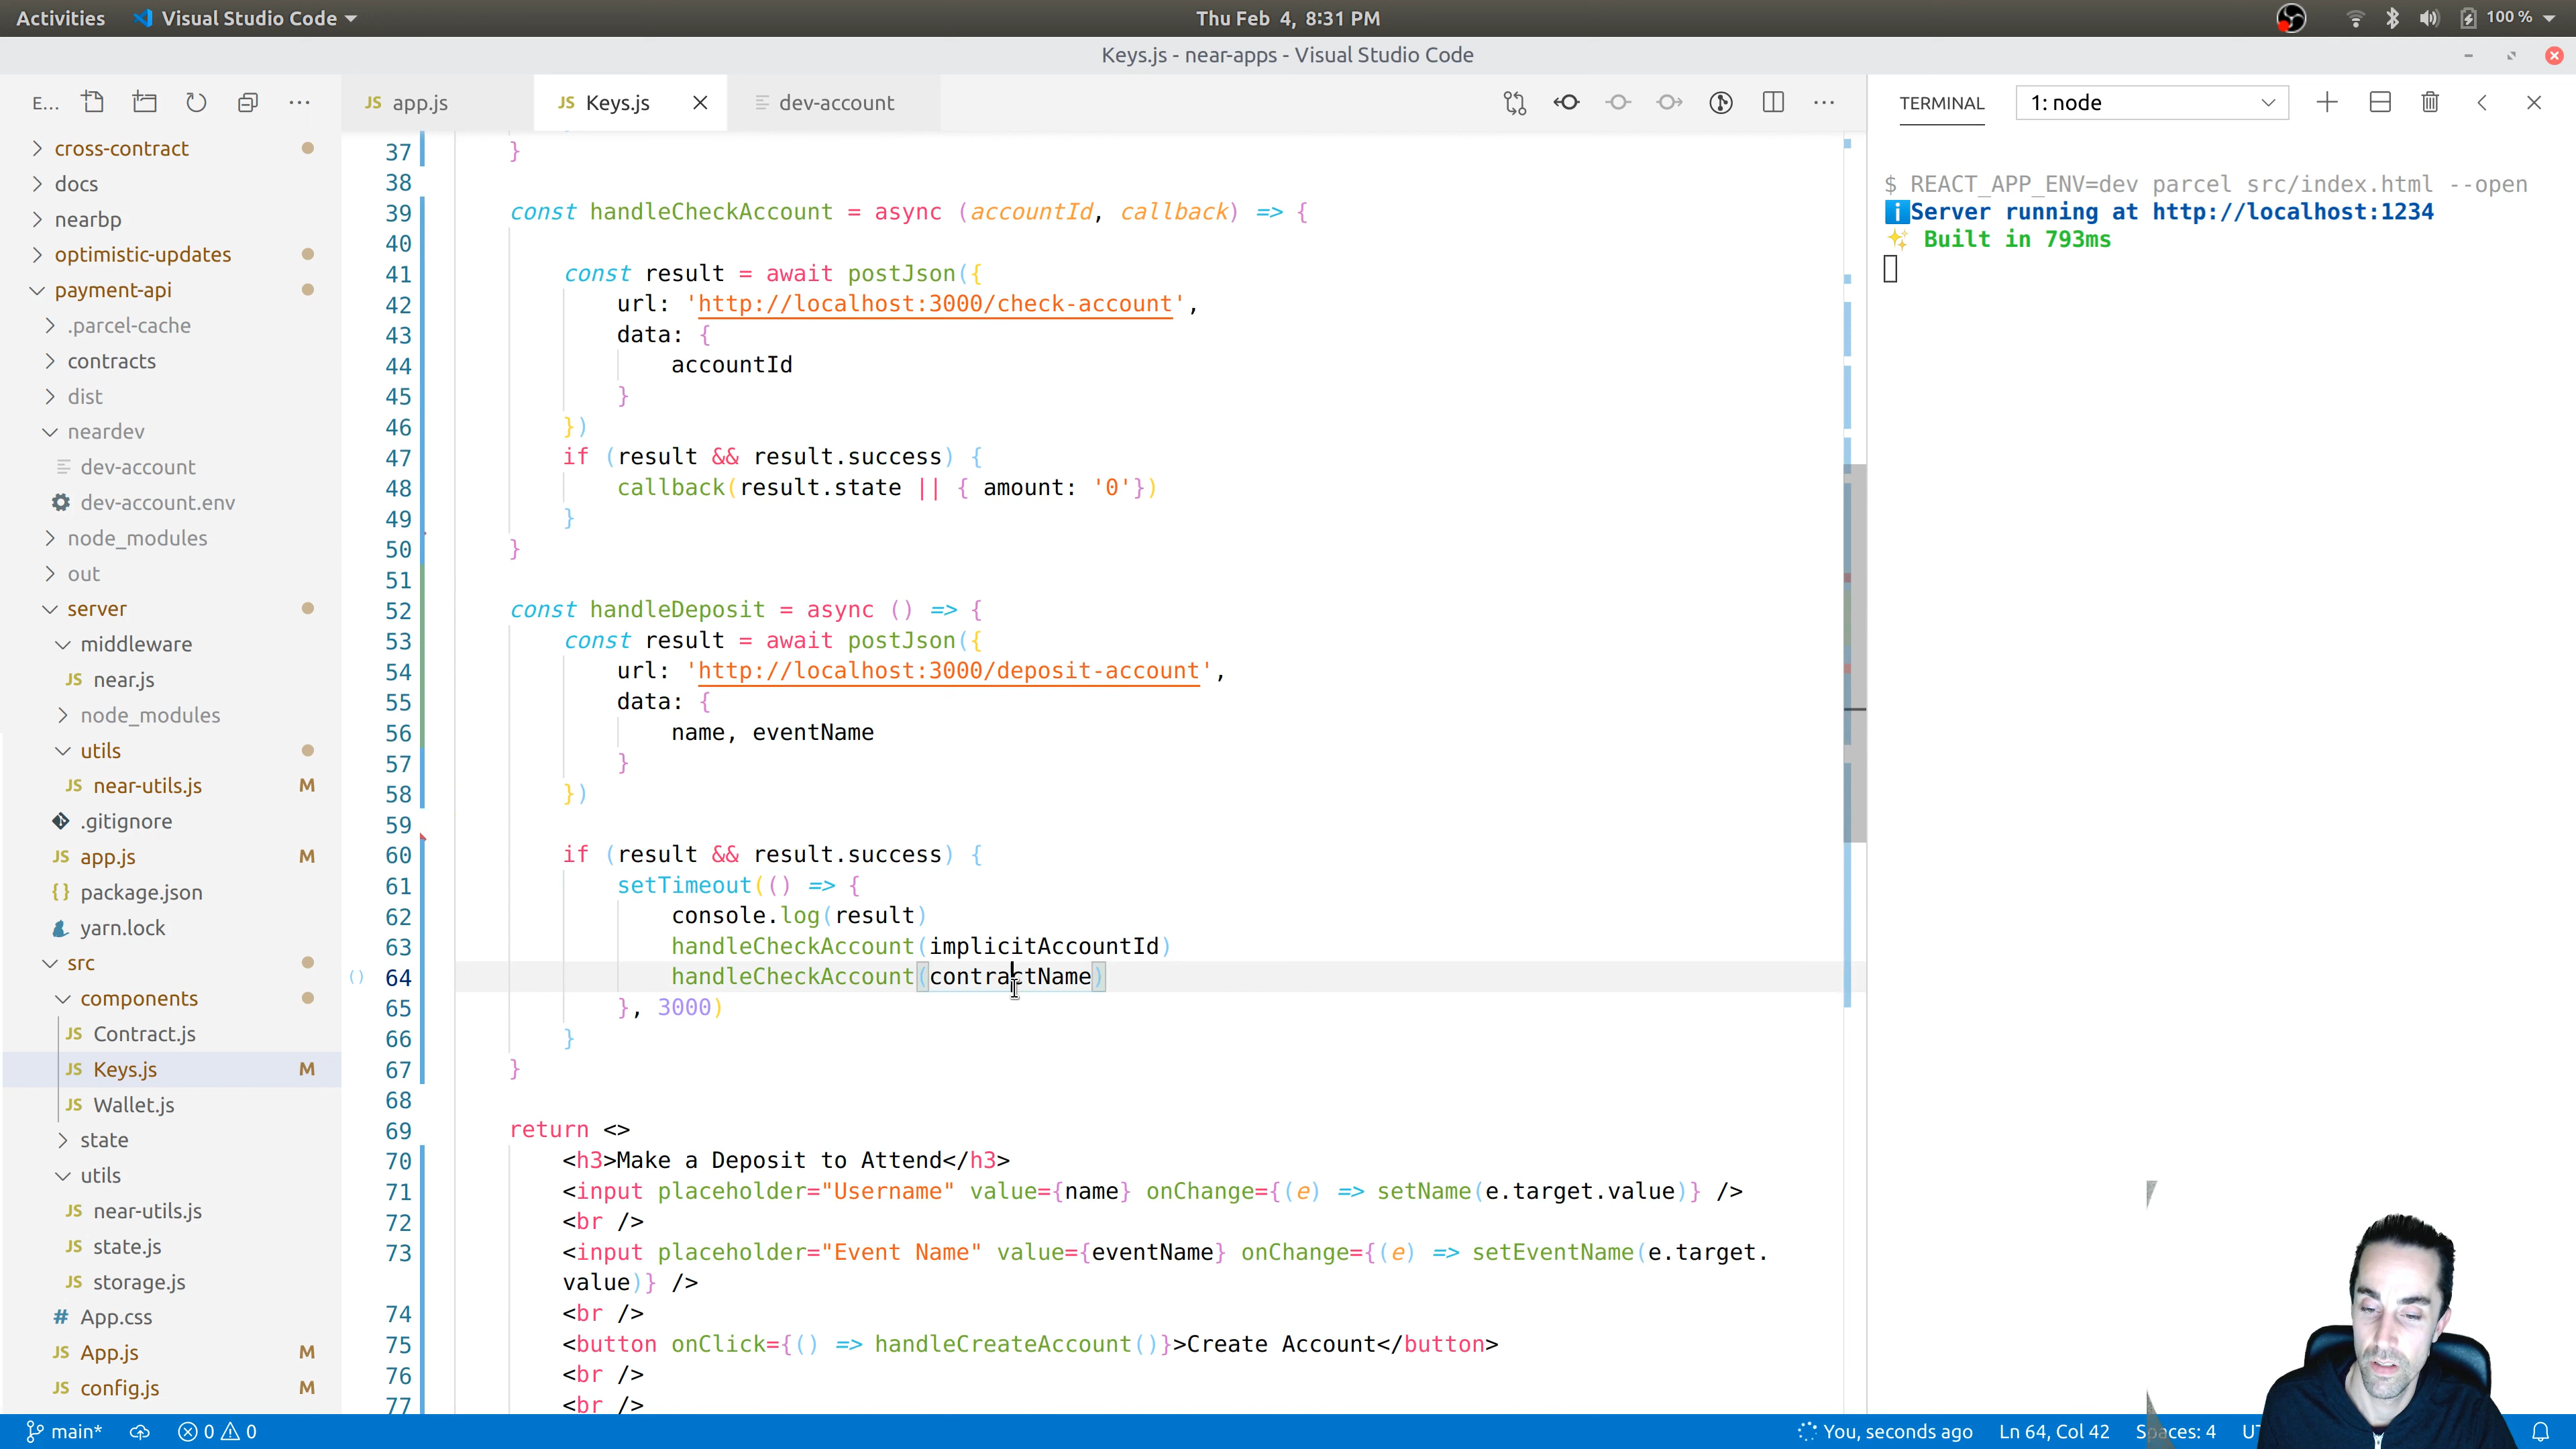 Activities Visual Studio Code Thu Feb 4, 8:31 PM 100 %
Keys.js - near-apps - Visual Studio Code
E... app.js Keys.js dev-account TERMINAL 1: node
cross-contract
docs
nearbp
optimistic-updates
payment-api
.parcel-cache
contracts
dist
neardev
dev-account
dev-account.env
node_modules
out
server
middleware
JS near.js
node_modules
utils
JS near-utils.js M
.gitignore
JS app.js M
{} package.json
yarn.lock
src
components
JS Contract.js
JS Keys.js M
JS Wallet.js
state
utils
JS near-utils.js
JS state.js
JS storage.js
# App.css
JS App.js M
JS config.js M
37 }
38
39 const handleCheckAccount = async (accountId, callback) => {
40
41 const result = await postJson({
42 url: 'http://localhost:3000/check-account',
43 data: {
44 accountId
45 }
46 })
47 if (result && result.success) {
48 callback(result.state || { amount: '0'})
49 }
50 }
51
52 const handleDeposit = async () => {
53 const result = await postJson({
54 url: 'http://localhost:3000/deposit-account',
55 data: {
56 name, eventName
57 }
58 })
59
60 if (result && result.success) {
61 setTimeout(() => {
62 console.log(result)
63 handleCheckAccount(implicitAccountId)
64 handleCheckAccount(contractName)
65 }, 3000)
66 }
67 }
68
69 return <>
70 <h3>Make a Deposit to Attend</h3>
71 <input placeholder="Username" value={name} onChange={(e) => setName(e.target.value)} />
72 <br />
73 <input placeholder="Event Name" value={eventName} onChange={(e) => setEventName(e.target.
value)} />
74 <br />
75 <button onClick={() => handleCreateAccount()}>Create Account</button>
76 <br />
77 <br />
$ REACT_APP_ENV=dev parcel src/index.html --open
Server running at http://localhost:1234
Built in 793ms
main* 0 0 You, seconds ago Ln 64, Col 42 Spaces: 4